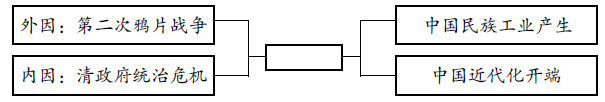 外因：第二次鸦片战争
中国民族工业产生
内因：清政府统治危机
中国近代化开端